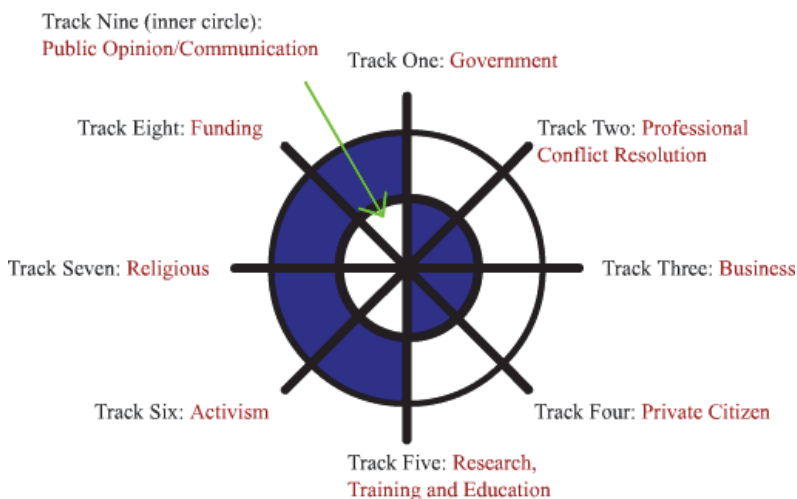 Track Nine (inner circle):
Public Opinion/Communication
Track One: Government
Track Eight: Funding
Track Two: Professional
Conflict Resolution
Track Seven: Religious
Track Three: Business
Track Six: Activism
Track Four: Private Citizen
Track Five: Research,
Training and Education